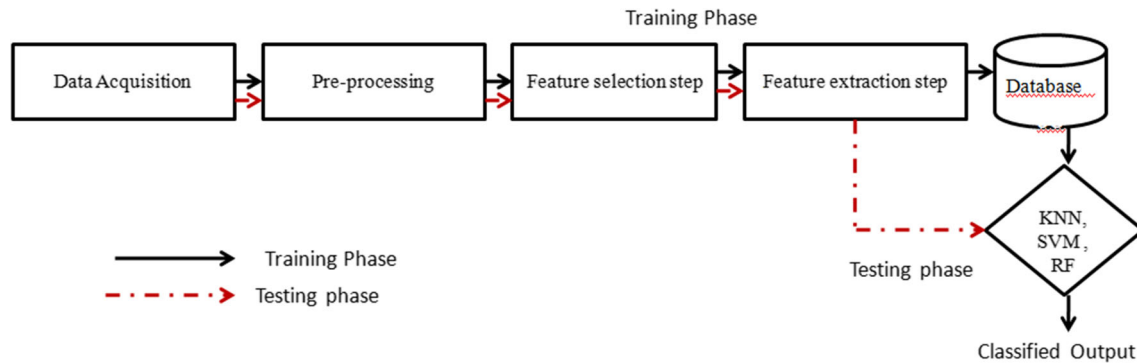 Training Phase
Data Acquisition
Pre-processing
Feature selection step
Feature extraction step
Database
KNN,
SVM ,
RF
Training Phase
Testing phase
Testing phase
Classified Output